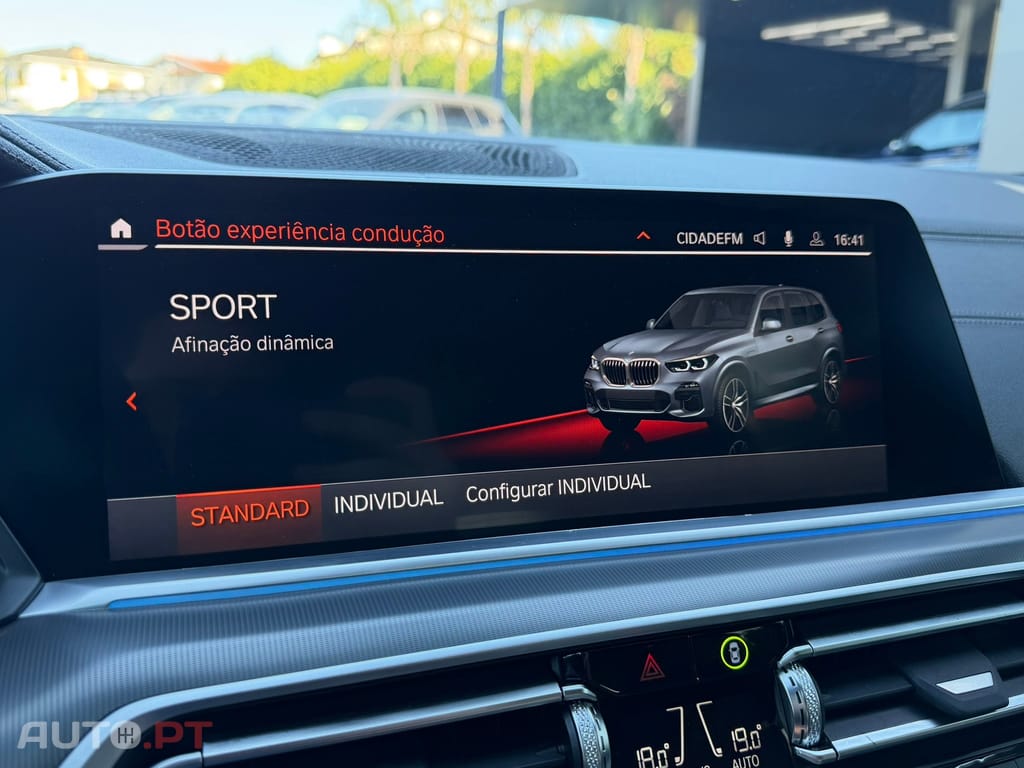 Botão experiência condução
CIDADEFM 16:41
SPORT
Afinação dinâmica
STANDARD INDIVIDUAL Configurar INDIVIDUAL
18.0° 19.0°
AUTO
AUTO.PT